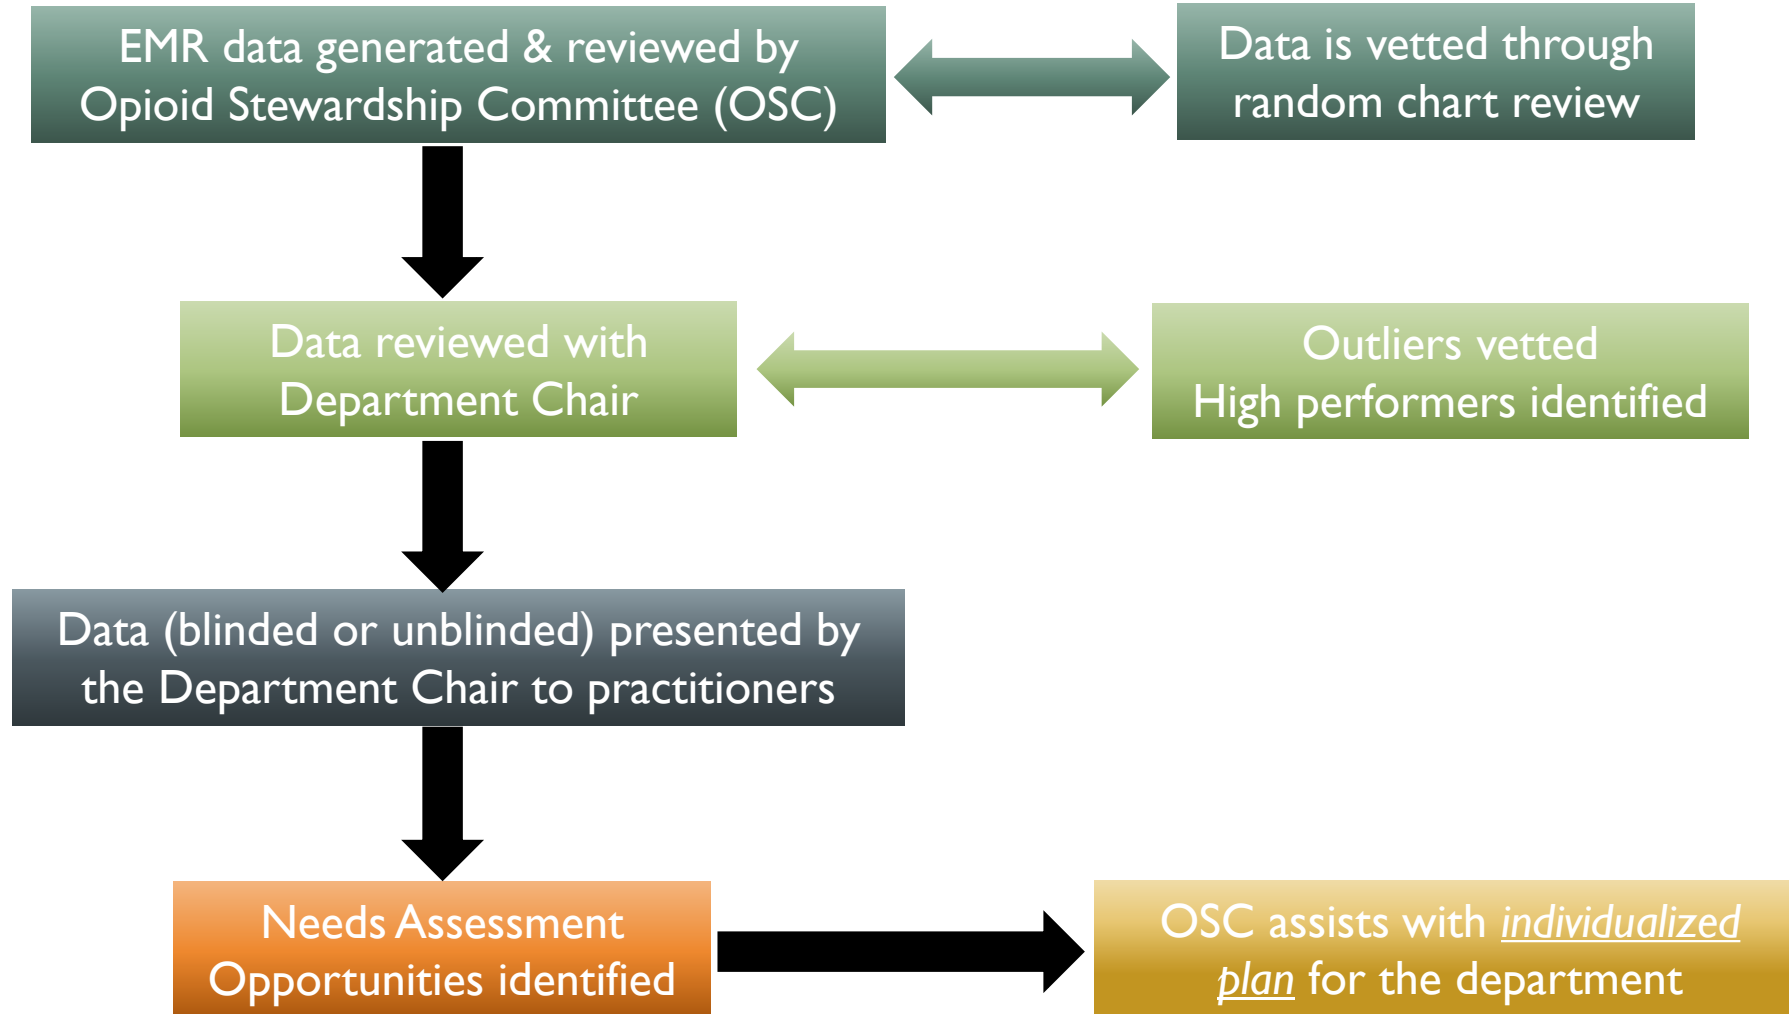 EMR data generated & reviewed by
Opioid Stewardship Committee (OSC)
Data is vetted through
random chart review
Data reviewed with
Department Chair
Outliers vetted
High performers identified
Data (blinded or unblinded) presented by
the Department Chair to practitioners
Needs Assessment
Opportunities identified
OSC assists with individualized
plan for the department